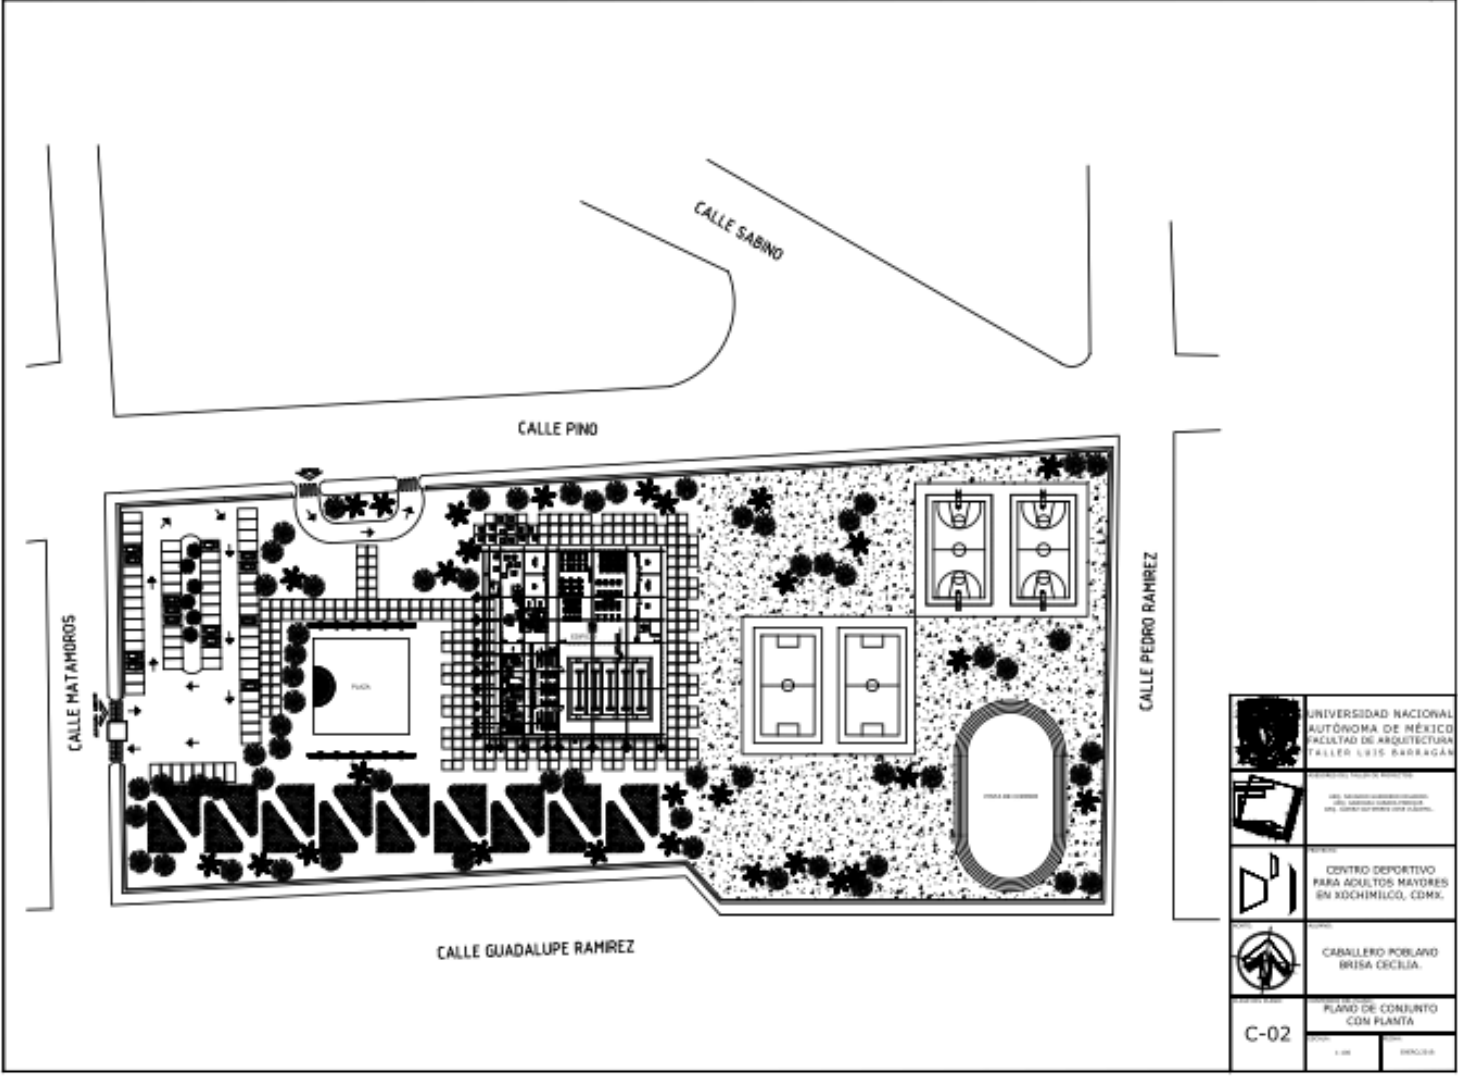 CALLE SABINO
CALLE PINO
CALLE MATAMOROS
CALLE PEDRO RAMIREZ
PLAZA
CALLE GUADALUPE RAMIREZ
UNIVERSIDAD NACIONAL
AUTÓNOMA DE MÉXICO
FACULTAD DE ARQUITECTURA
TALLER LUIS BARRAGÁN
CENTRO DEPORTIVO
PARA ADULTOS MAYORES
EN XOCHIMILCO, CDMX.
CABALLERO POBLANO
BRISA CECILIA.
PLANO DE CONJUNTO
CON PLANTA
C-02